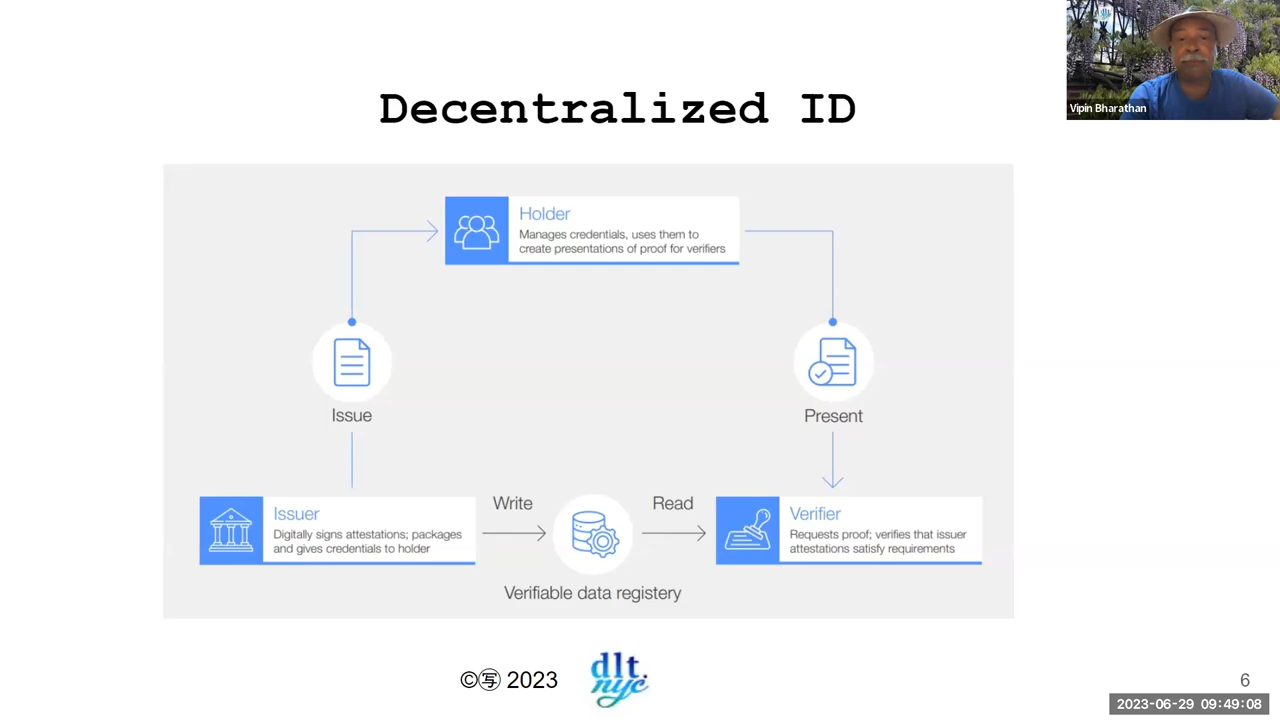 Vipin Bharathan
Decentralized ID
Holder
Manages credentials, uses them to
create presentations of proof for verifiers
Issue
Present
Issuer
Digitally signs attestations; packages
and gives credentials to holder
Write
Read
Verifiable data registery
Verifier
Requests proof; verifies that issuer
attestations satisfy requirements
©㊢ 2023
dlt.
nyc
6
2023-06-29 09:49:08